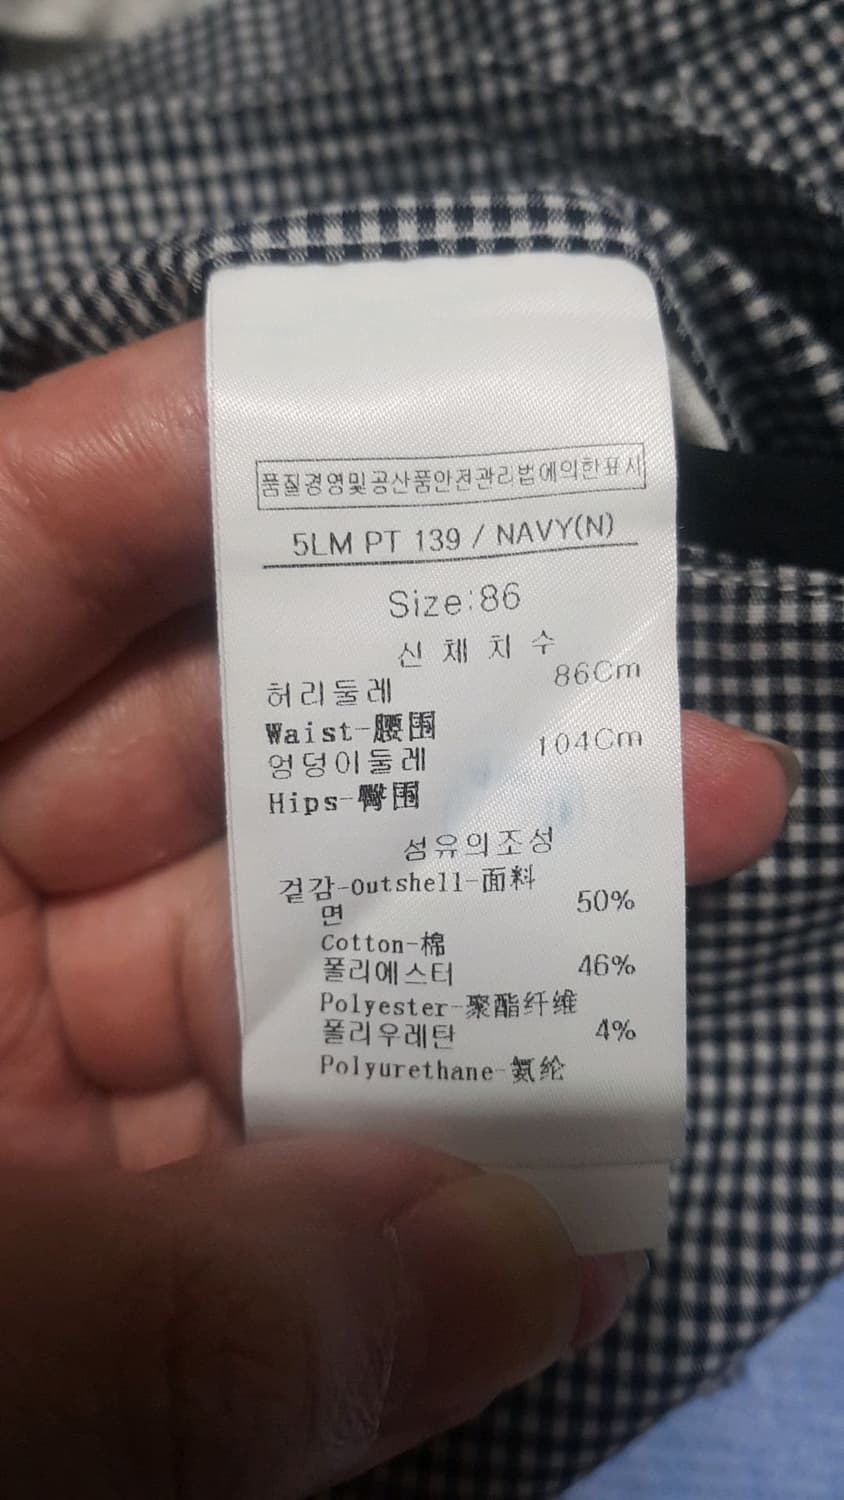 품질경영및공산품안전관리법에의한표시
5LM PT 139 / NAVY(N)
Size:86
신체치수
허리둘레 86Cm
Waist-腰围
엉덩이둘레 104Cm
Hips-臀围
섬유의조성
겉감-Outshell-面料
면 50%
Cotton-棉
폴리에스터 46%
Polyester-聚酯纤维
폴리우레탄 4%
Polyurethane-氨纶